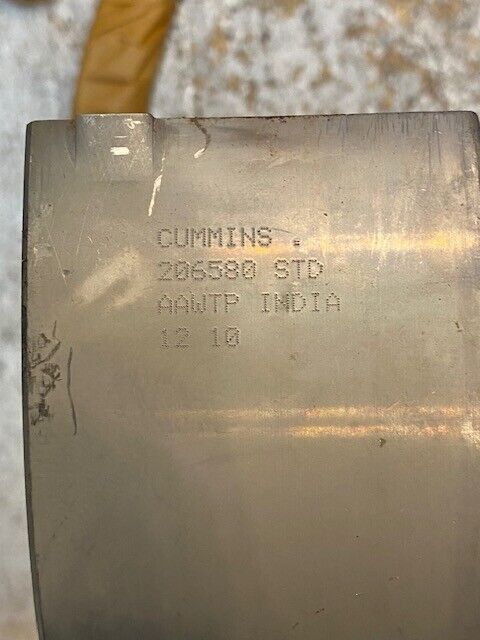 CUMMINS .
206580 STD
AAWTP INDIA
12 10